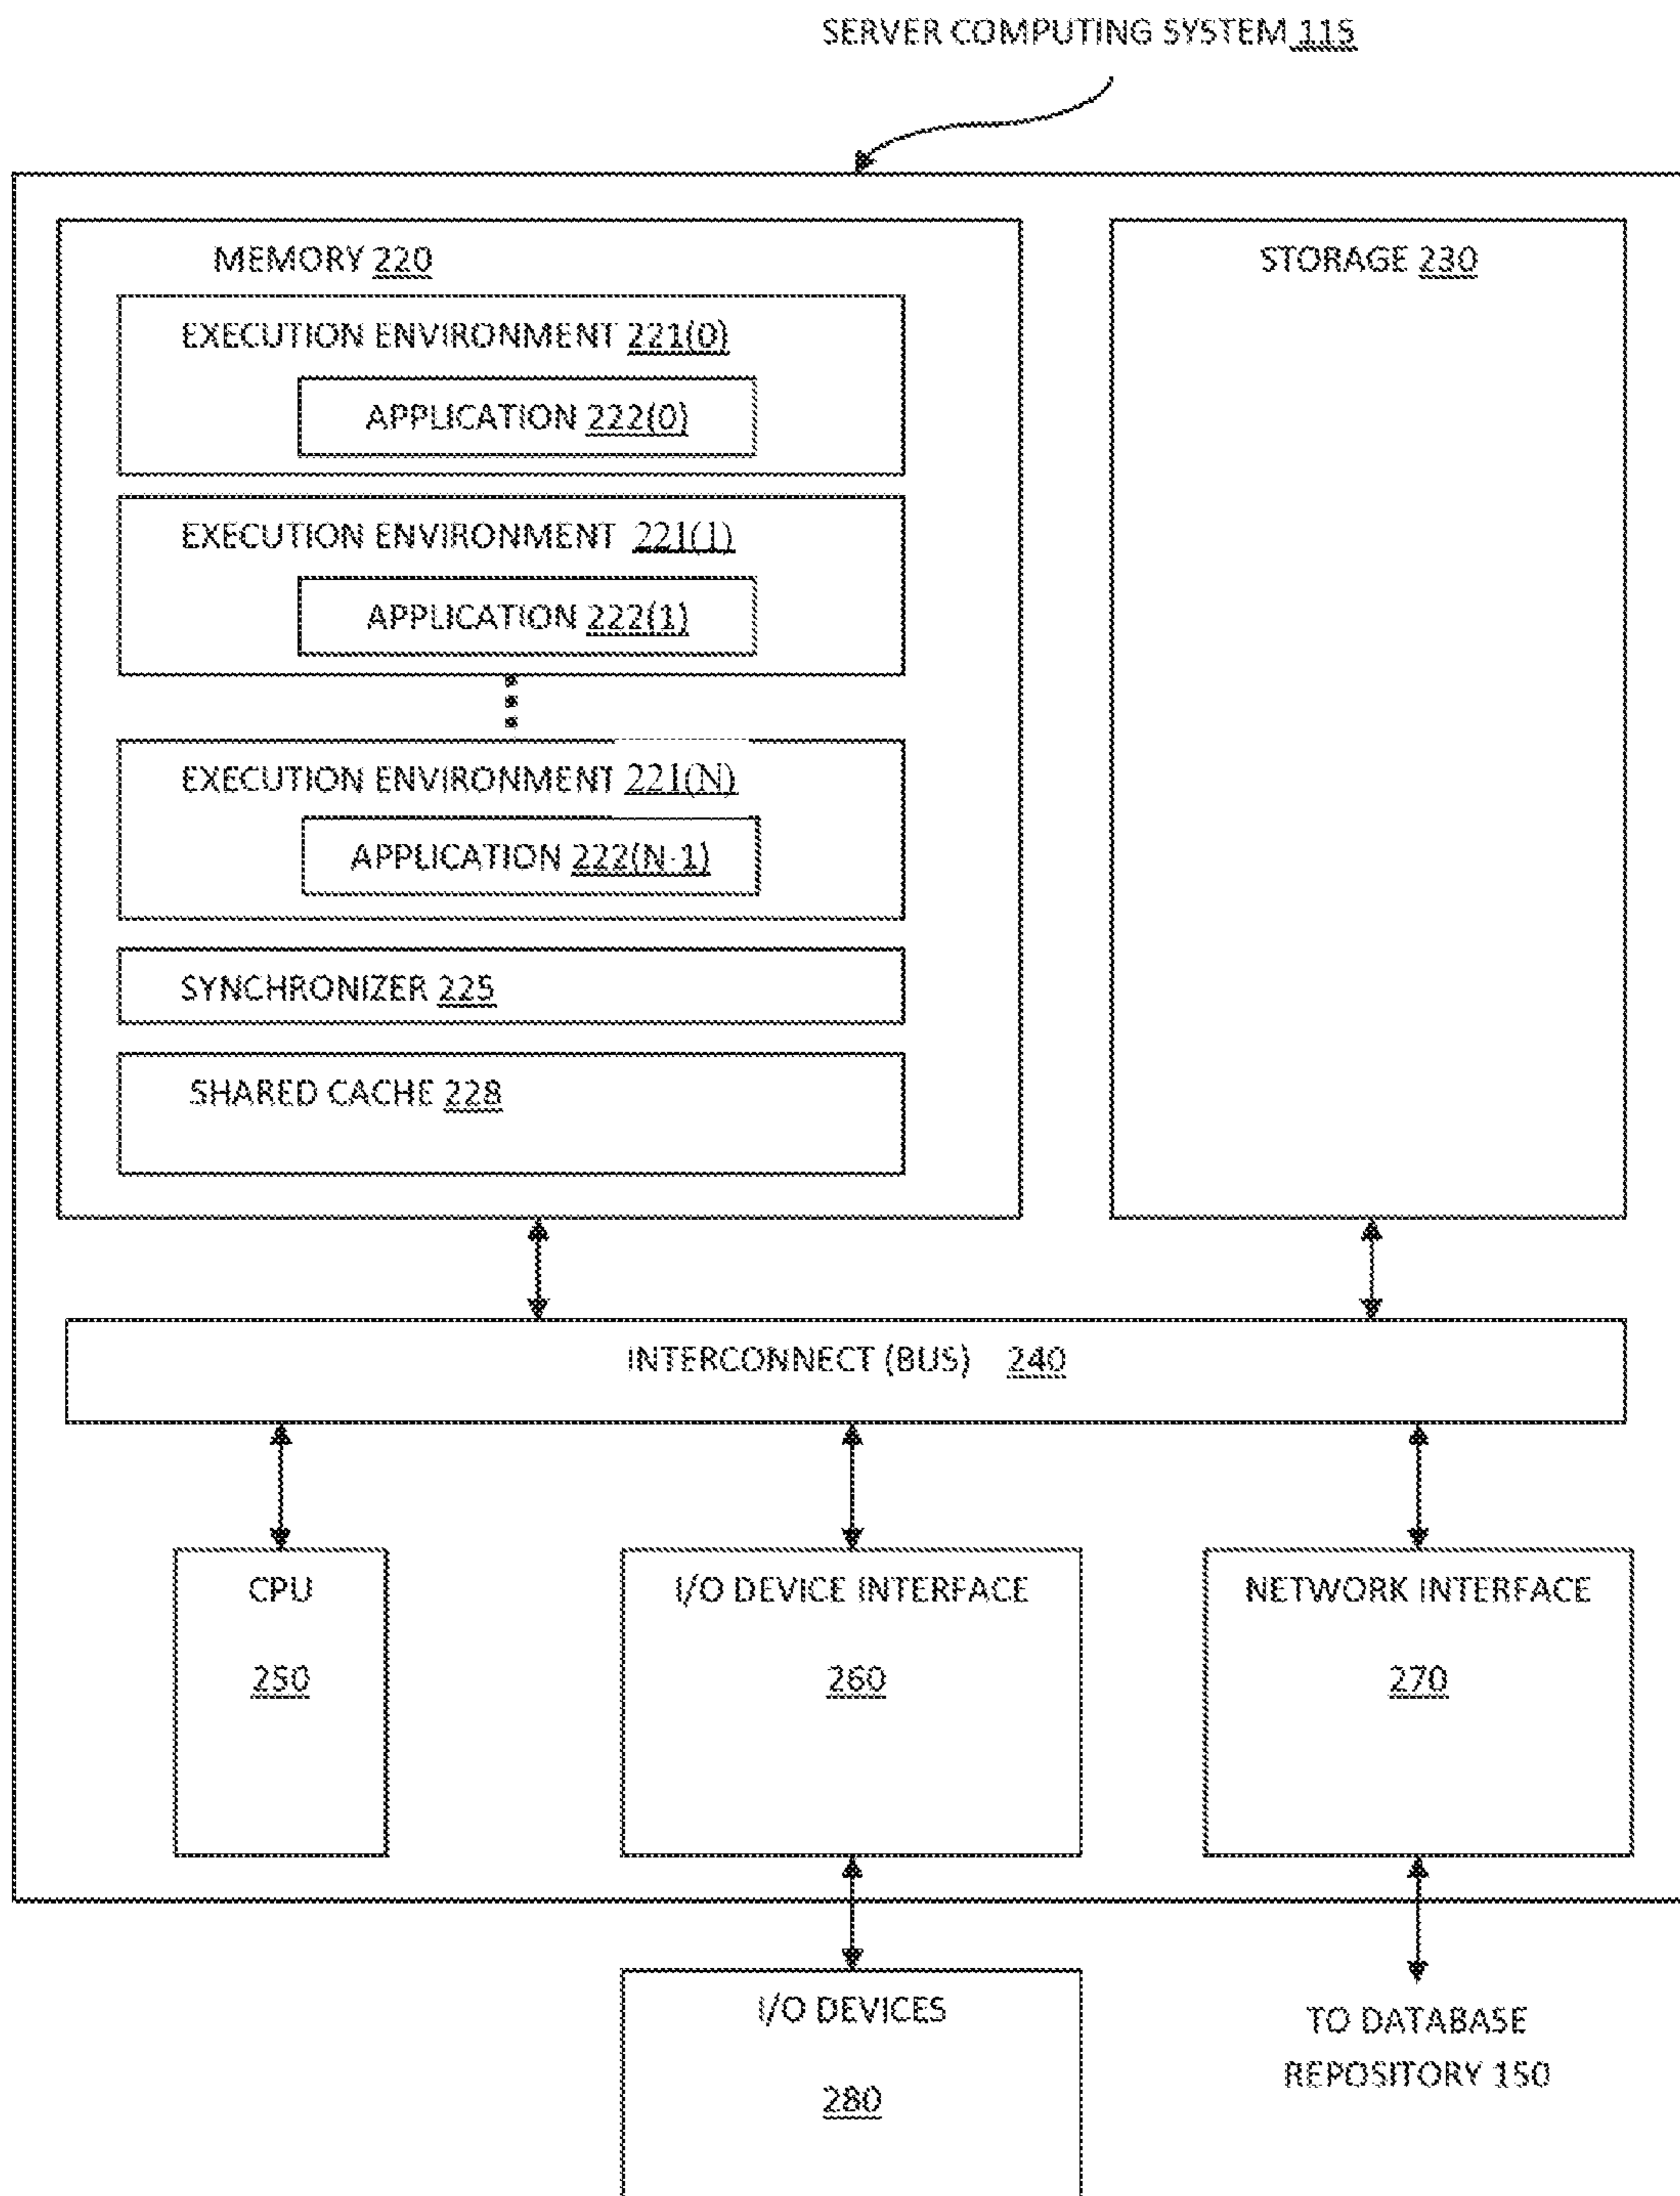 SERVER COMPUTING SYSTEM 115
MEMORY 220
EXECUTION ENVIRONMENT 221(0)
APPLICATION 222(0)
EXECUTION ENVIRONMENT 221(1)
APPLICATION 222(1)
EXECUTION ENVIRONMENT 221(N)
APPLICATION 222(N-1)
SYNCHRONIZER 225
SHARED CACHE 228
STORAGE 230
INTERCONNECT (BUS) 240
CPU
250
I/O DEVICE INTERFACE
260
NETWORK INTERFACE
270
I/O DEVICES
280
TO DATABASE
REPOSITORY 150